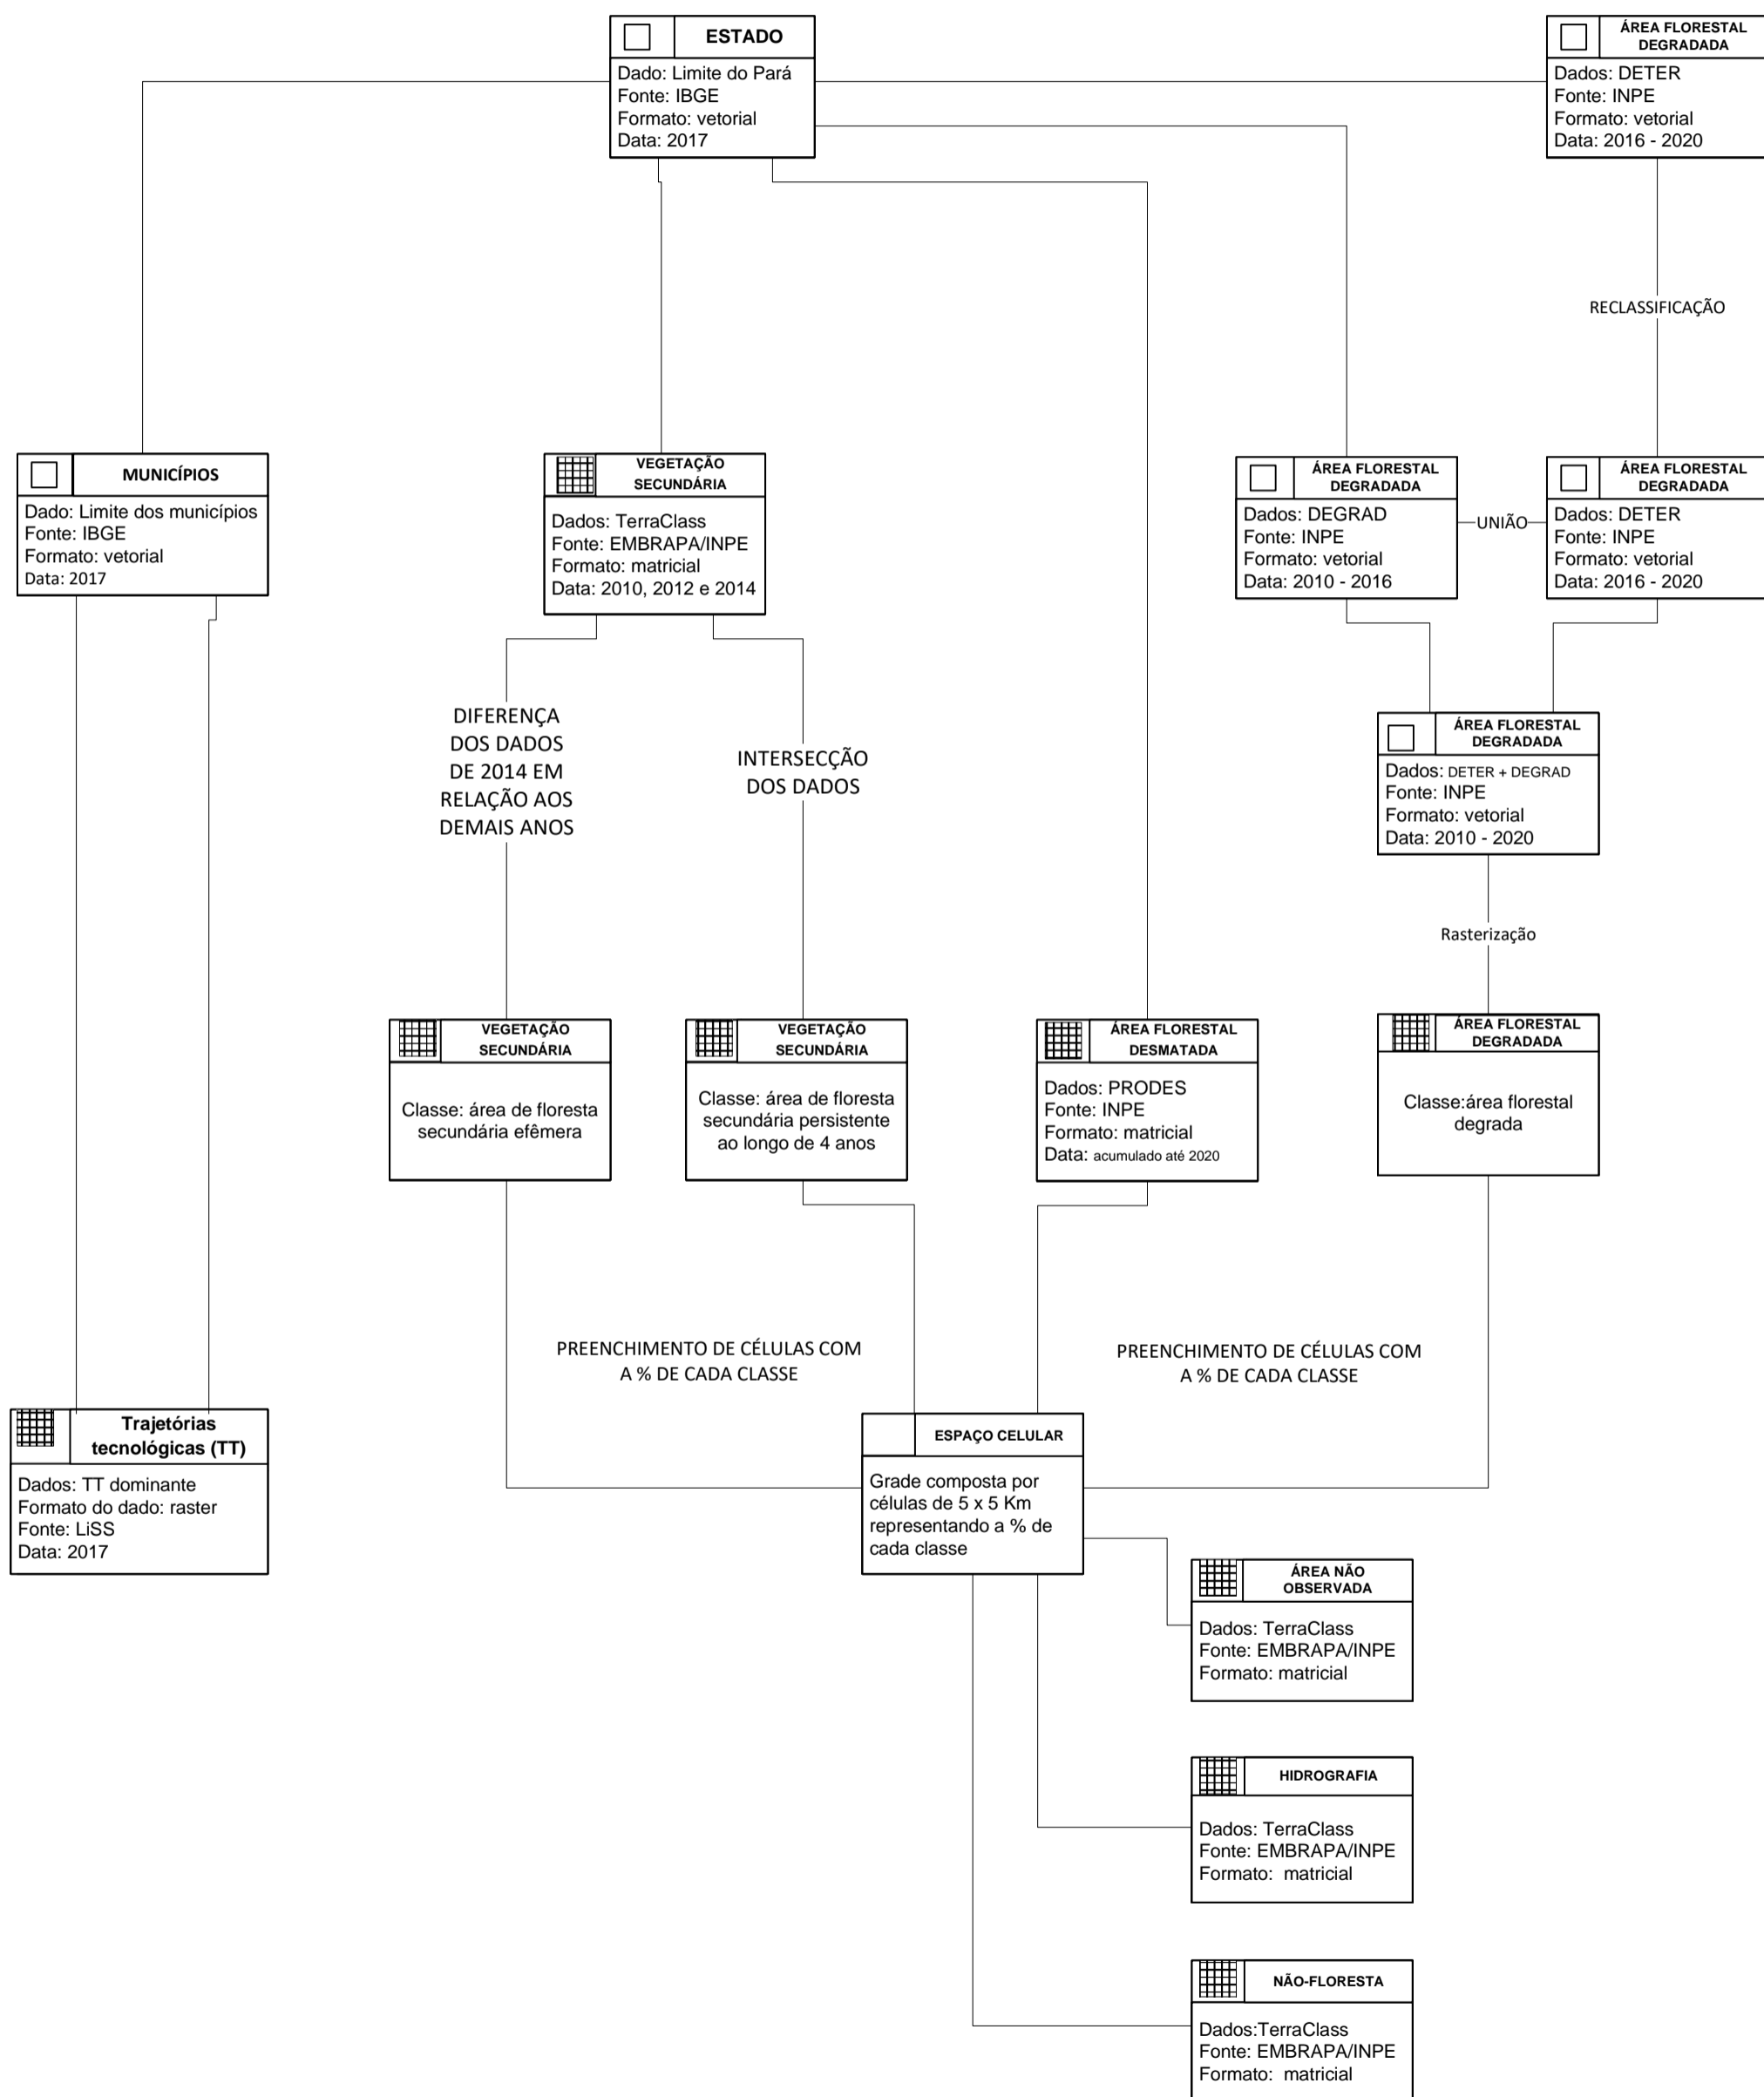 ESTADO
Dado: Limite do Pará
Fonte: IBGE
Formato: vetorial
Data: 2017
ÁREA FLORESTAL
DEGRADADA
Dados: DETER
Fonte: INPE
Formato: vetorial
Data: 2016 - 2020
RECLASSIFICAÇÃO
MUNICÍPIOS
Dado: Limite dos municípios
Fonte: IBGE
Formato: vetorial
Data: 2017
VEGETAÇÃO
SECUNDÁRIA
Dados: TerraClass
Fonte: EMBRAPA/INPE
Formato: matricial
Data: 2010, 2012 e 2014
ÁREA FLORESTAL
DEGRADADA
Dados: DEGRAD
Fonte: INPE
Formato: vetorial
Data: 2010 - 2016
UNIÃO
ÁREA FLORESTAL
DEGRADADA
Dados: DETER
Fonte: INPE
Formato: vetorial
Data: 2016 - 2020
DIFERENÇA
DOS DADOS
DE 2014 EM
RELAÇÃO AOS
DEMAIS ANOS
INTERSECÇÃO
DOS DADOS
ÁREA FLORESTAL
DEGRADADA
Dados: DETER + DEGRAD
Fonte: INPE
Formato: vetorial
Data: 2010 - 2020
Rasterização
VEGETAÇÃO
SECUNDÁRIA
Classe: área de floresta
secundária efêmera
VEGETAÇÃO
SECUNDÁRIA
Classe: área de floresta
secundária persistente
ao longo de 4 anos
ÁREA FLORESTAL
DESMATADA
Dados: PRODES
Fonte: INPE
Formato: matricial
Data: acumulado até 2020
ÁREA FLORESTAL
DEGRADADA
Classe:área florestal
degrada
PREENCHIMENTO DE CÉLULAS COM
A % DE CADA CLASSE
PREENCHIMENTO DE CÉLULAS COM
A % DE CADA CLASSE
Trajetórias
tecnológicas (TT)
Dados: TT dominante
Formato do dado: raster
Fonte: LiSS
Data: 2017
ESPAÇO CELULAR
Grade composta por
células de 5 x 5 Km
representando a % de
cada classe
ÁREA NÃO
OBSERVADA
Dados: TerraClass
Fonte: EMBRAPA/INPE
Formato: matricial
HIDROGRAFIA
Dados: TerraClass
Fonte: EMBRAPA/INPE
Formato:  matricial
NÃO-FLORESTA
Dados:TerraClass
Fonte: EMBRAPA/INPE
Formato:  matricial